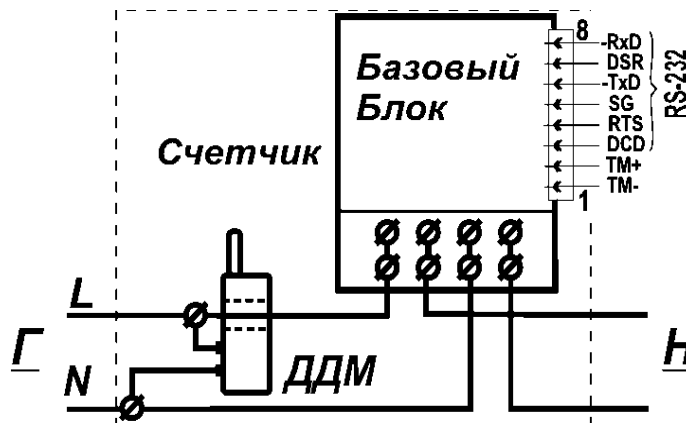 8
-RxD
DSR
-TxD
SG
RTS
DCD
TM+
TM-
1
RS-232
Базовый
Блок
Счетчик
L
Г
N
ДДМ
Н